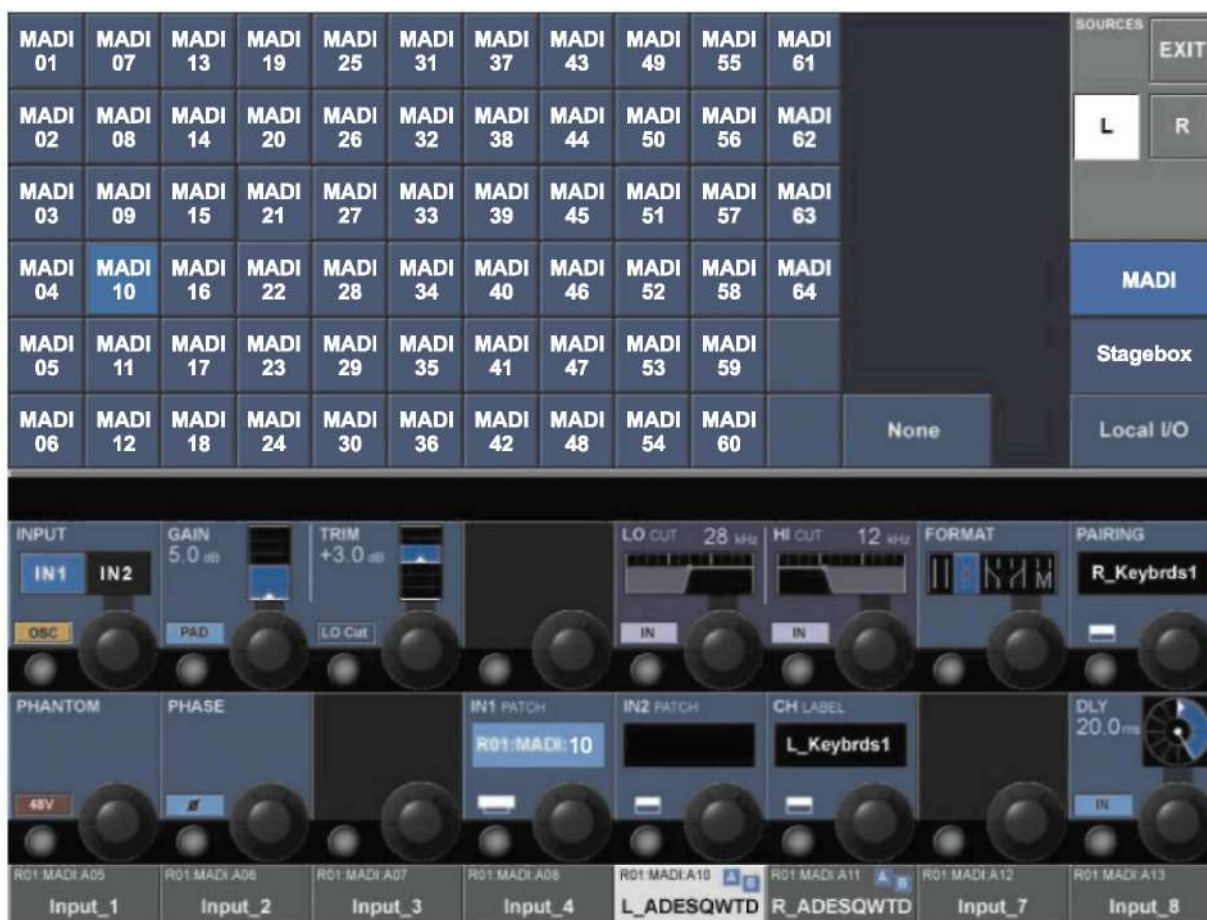 MADI MADI MADI MADI MADI MADI MADI MADI MADI MADI MADI
01 07 13 19 25 31 37 43 49 55 61
SOURCES
EXIT
MADI MADI MADI MADI MADI MADI MADI MADI MADI MADI MADI
02 08 14 20 26 32 38 44 50 56 62
L R
MADI MADI MADI MADI MADI MADI MADI MADI MADI MADI MADI
03 09 15 21 27 33 39 45 51 57 63
MADI MADI MADI MADI MADI MADI MADI MADI MADI MADI MADI
04 10 16 22 28 34 40 46 52 58 64
MADI
MADI MADI MADI MADI MADI MADI MADI MADI MADI MADI
05 11 17 23 29 35 41 47 53 59
Stagebox
MADI MADI MADI MADI MADI MADI MADI MADI MADI MADI
06 12 18 24 30 36 42 48 54 60
None
Local I/O
INPUT GAIN TRIM LO CUT 28 kHz HI CUT 12 kHz FORMAT PAIRING
5.0 dB +3.0 dB
IN1 IN2 R_Keybrds1
OSC PAD LO Cut IN IN
PHANTOM PHASE IN1 PATCH IN2 PATCH CH LABEL DLY
20.0 ms
R01:MADI:10 L_Keybrds1
48V Ø IN
R01:MADI:A05 R01:MADI:A06 R01:MADI:A07 R01:MADI:A08 R01:MADI:A10 A B R01:MADI:A11 A B R01:MADI:A12 R01:MADI:A13
Input_1 Input_2 Input_3 Input_4 L_ADESQWTD R_ADESQWTD Input_7 Input_8